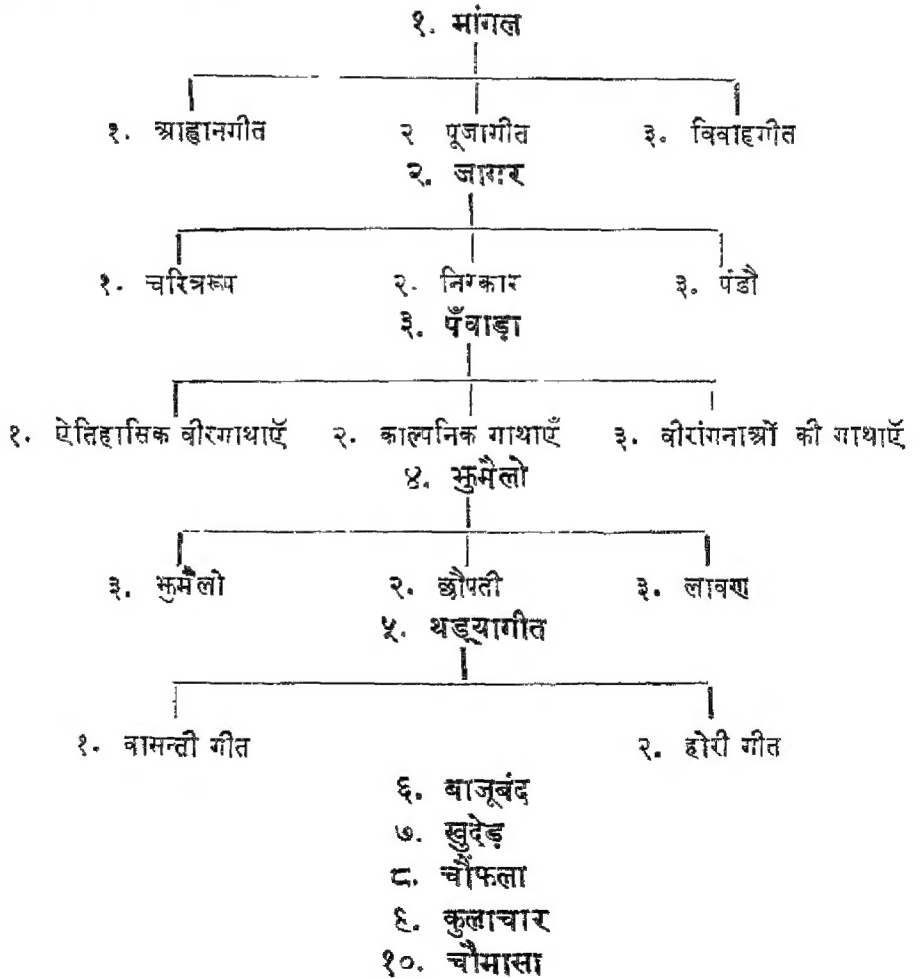 १. मांगल
१. आह्वानगीत २ पूजागीत ३. विवाहगीत
२. जागर
१. चरित्ररूप २. निरंकार ३. पंडौ
३. पँवाड़ा
१. ऐतिहासिक वीरगाथाएँ २. काल्पनिक गाथाएँ ३. वीरांगनाओं की गाथाएँ
४. झुमैलो
३. झुमैलो २. छौपती ३. लावण
५. थड्यागीत
१. वासन्ती गीत २. होरी गीत
६. बाजूबंद
७. खुदेड़
८. चौंफला
९. कुलाचार
१०. चौमासा